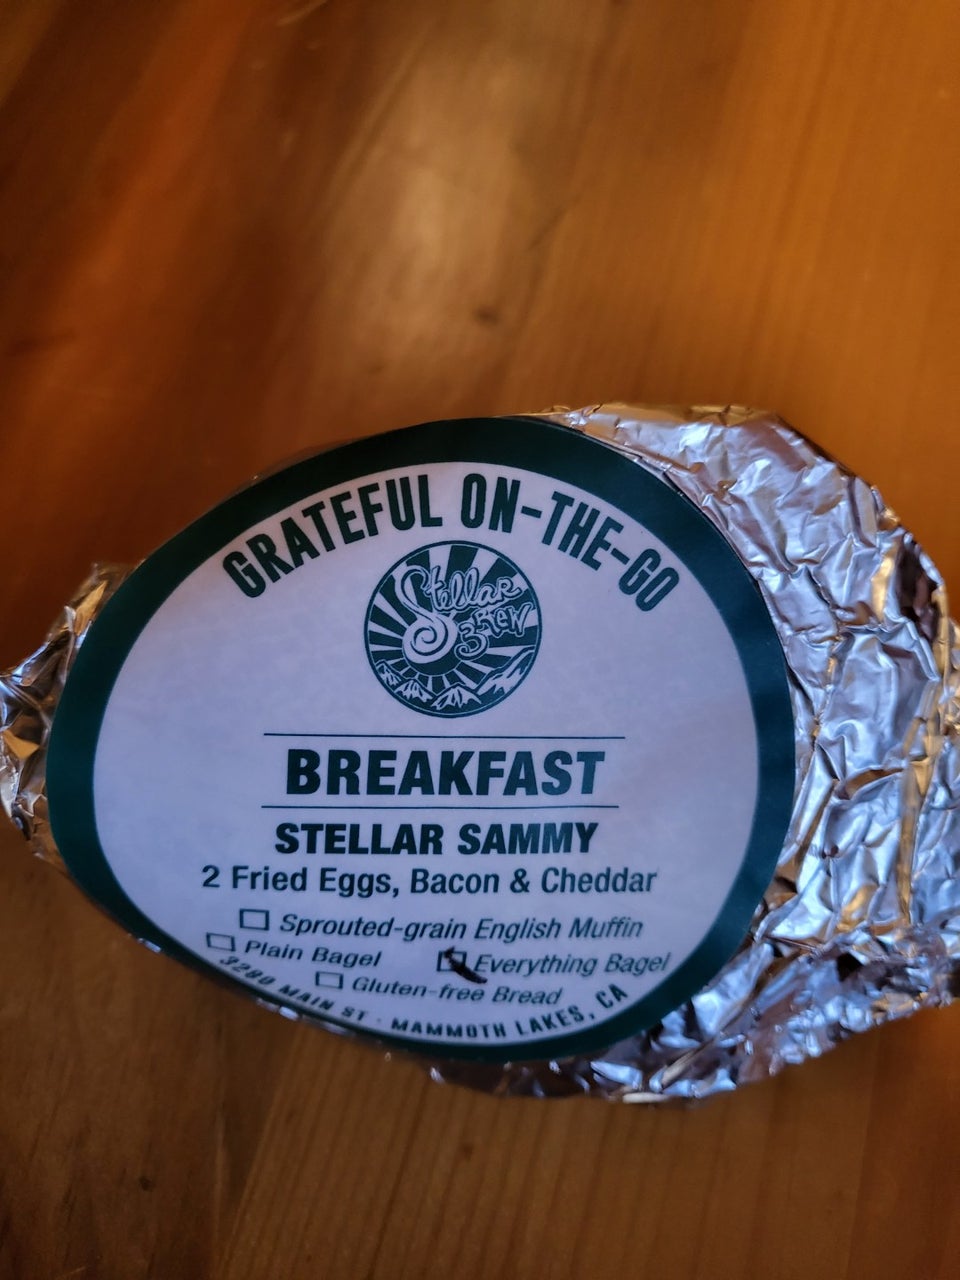 GRATEFUL ON-THE-GO
Stellar
BREW
BREAKFAST
STELLAR SAMMY
2 Fried Eggs, Bacon & Cheddar
Sprouted-grain English Muffin
Plain Bagel Everything Bagel
Gluten-free Bread
3280 MAIN ST · MAMMOTH LAKES, CA